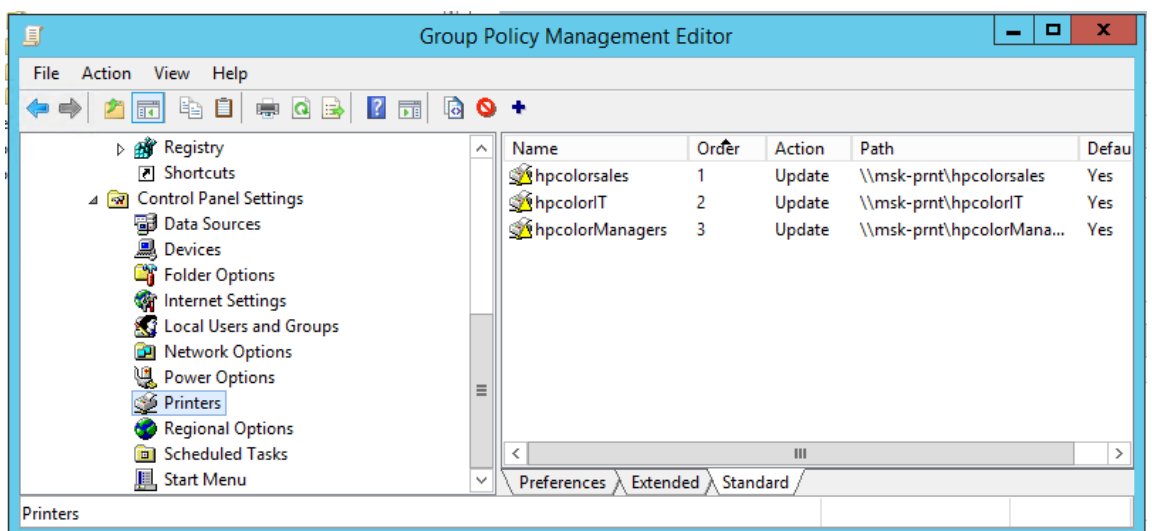 Group Policy Management Editor
File Action View Help
Registry
Shortcuts
Control Panel Settings
Data Sources
Devices
Folder Options
Internet Settings
Local Users and Groups
Network Options
Power Options
Printers
Regional Options
Scheduled Tasks
Start Menu
Name Order Action Path Defau
hpcolorsales 1 Update \\msk-prnt\hpcolorsales Yes
hpcolorIT 2 Update \\msk-prnt\hpcolorIT Yes
hpcolorManagers 3 Update \\msk-prnt\hpcolorMana... Yes
Preferences Extended Standard
Printers